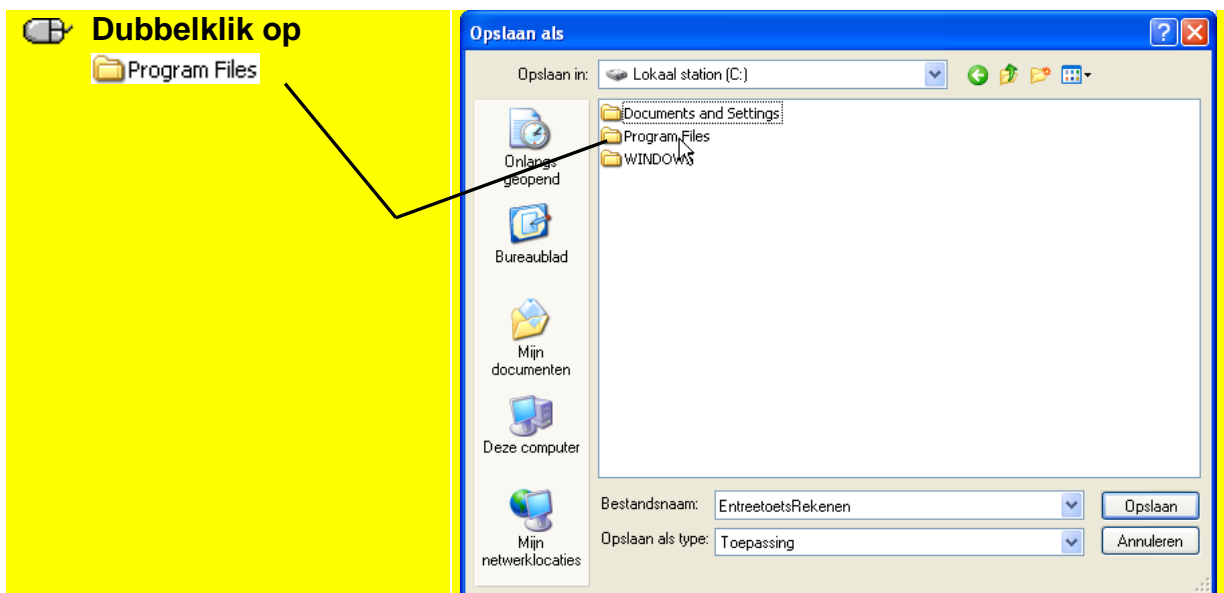 Dubbelklik op
Program Files
Opslaan als
Opslaan in:
Lokaal station (C:)
Onlangs
geopend
Bureaublad
Mijn
documenten
Deze computer
Mijn
netwerklocaties
Documents and Settings
Program Files
WINDOWS
Bestandsnaam:
EntreetoetsRekenen
Opslaan
Opslaan als type:
Toepassing
Annuleren